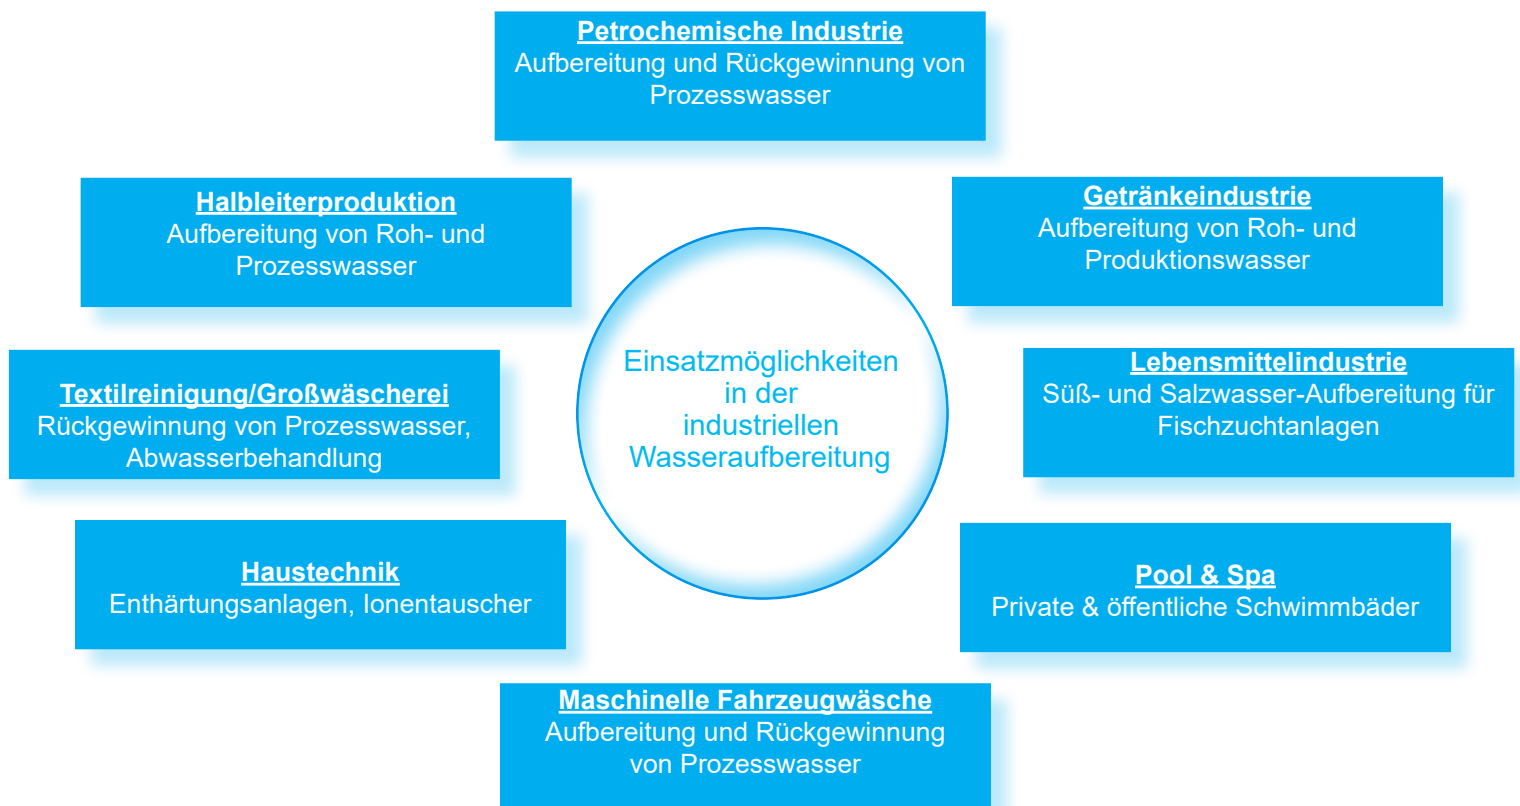 Petrochemische Industrie
Aufbereitung und Rückgewinnung von
Prozesswasser
Halbleiterproduktion
Aufbereitung von Roh- und
Prozesswasser
Getränkeindustrie
Aufbereitung von Roh- und
Produktionswasser
Einsatzmöglichkeiten
in der
industriellen
Wasseraufbereitung
Textilreinigung/Großwäscherei
Rückgewinnung von Prozesswasser,
Abwasserbehandlung
Lebensmittelindustrie
Süß- und Salzwasser-Aufbereitung für
Fischzuchtanlagen
Haustechnik
Enthärtungsanlagen, Ionentauscher
Pool & Spa
Private & öffentliche Schwimmbäder
Maschinelle Fahrzeugwäsche
Aufbereitung und Rückgewinnung
von Prozesswasser